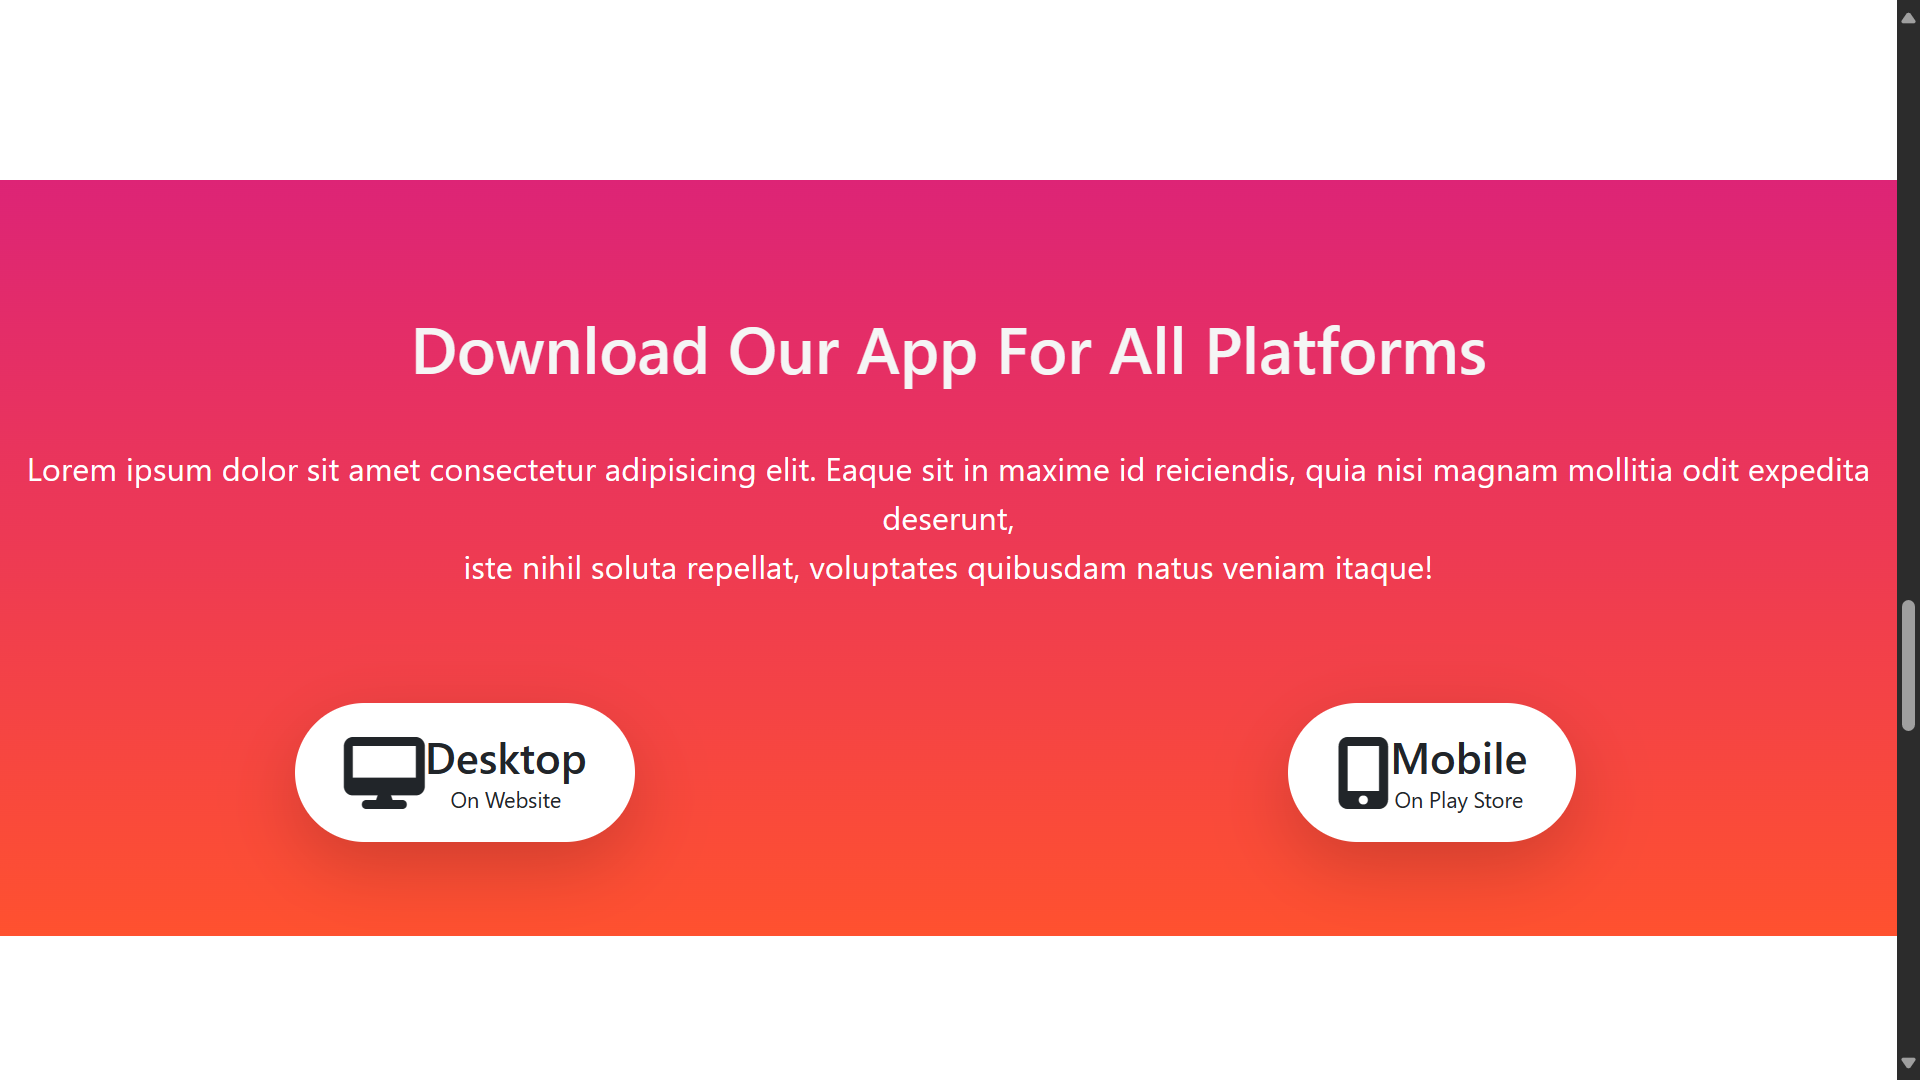 Download Our App For All Platforms
Lorem ipsum dolor sit amet consectetur adipisicing elit. Eaque sit in maxime id reiciendis, quia nisi magnam mollitia odit expedita
deserunt,
iste nihil soluta repellat, voluptates quibusdam natus veniam itaque!
Desktop
On Website
Mobile
On Play Store